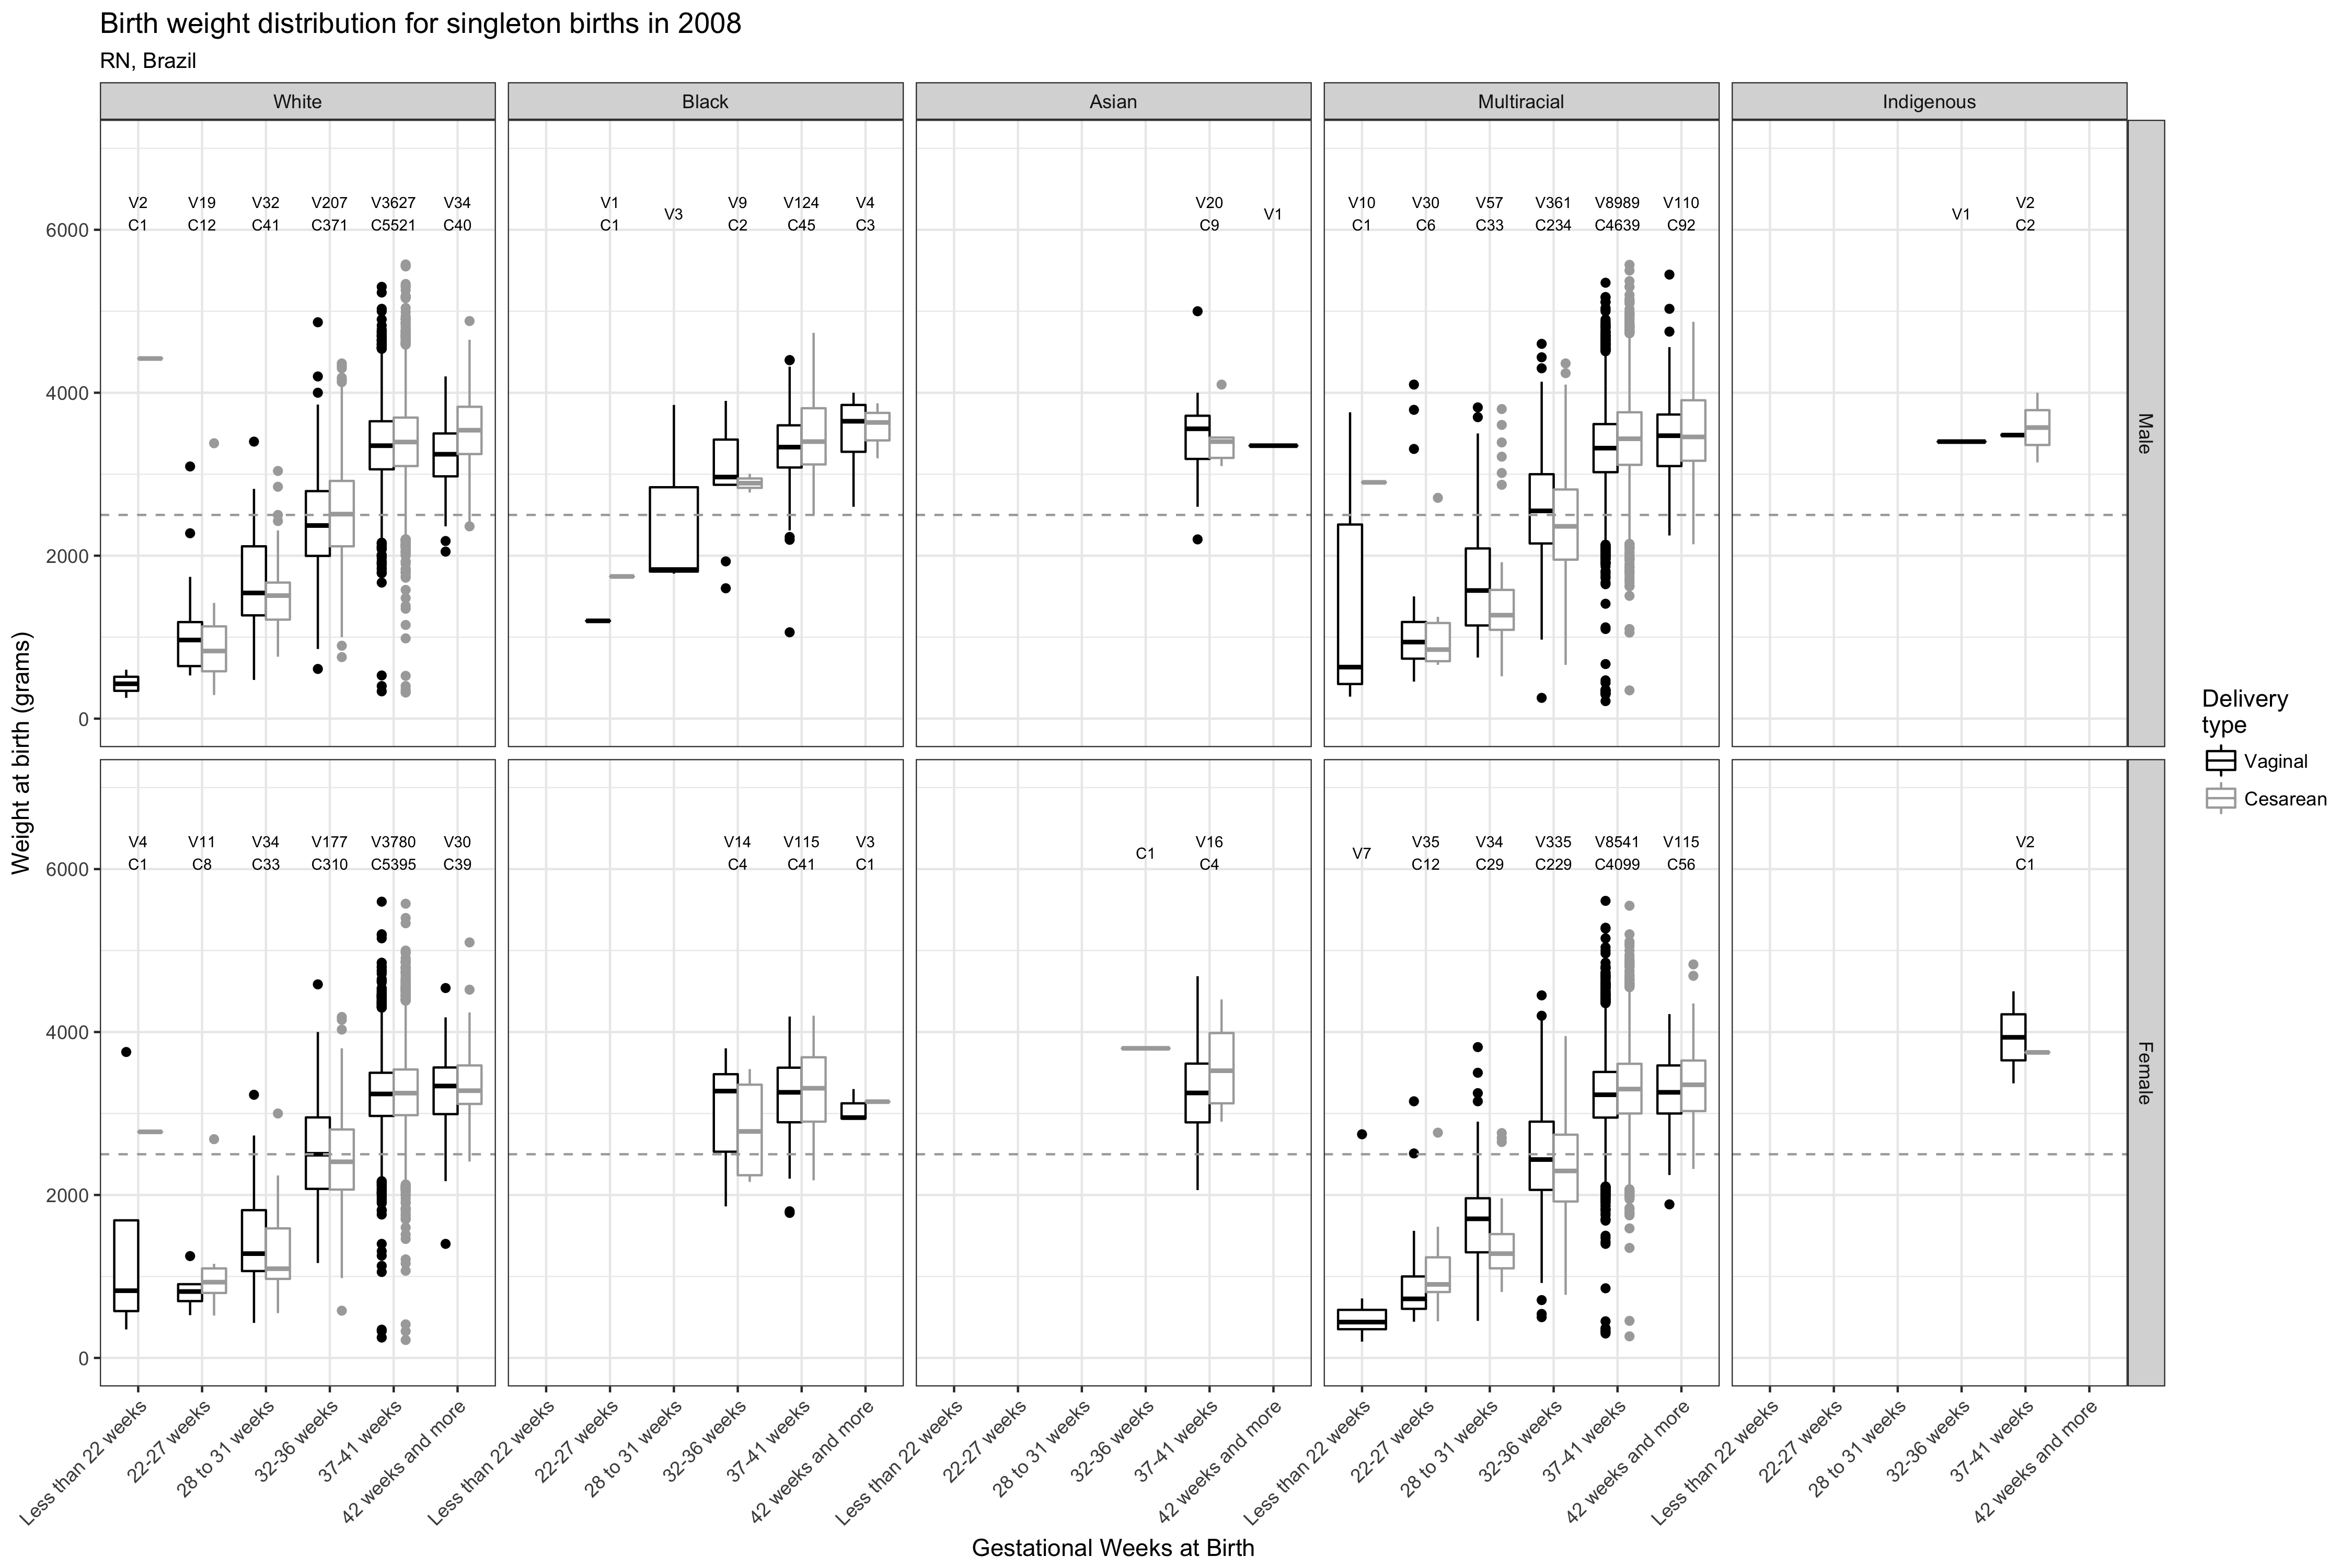 Birth weight distribution for singleton births in 2008
RN, Brazil
White Black Asian Multiracial Indigenous
V2 V19 V32 V207 V3627 V34 V1 V3 V9 V124 V4 V20 V1 V10 V30 V57 V361 V8989 V110 V1 V2
C1 C12 C41 C371 C5521 C40 C1 C2 C45 C3 C9 C1 C6 C33 C234 C4639 C92 C2
6000
4000
2000
0
Male
V4 V11 V34 V177 V3780 V30 V14 V115 V3 C1 V16 V7 V35 V34 V335 V8541 V115 V2
C1 C8 C33 C310 C5395 C39 C4 C41 C1 C4 C12 C29 C229 C4099 C56 C1
6000
4000
2000
0
Female
Weight at birth (grams)
Less than 22 weeks 22-27 weeks 28 to 31 weeks 32-36 weeks 37-41 weeks 42 weeks and more
Less than 22 weeks 22-27 weeks 28 to 31 weeks 32-36 weeks 37-41 weeks 42 weeks and more
Less than 22 weeks 22-27 weeks 28 to 31 weeks 32-36 weeks 37-41 weeks 42 weeks and more
Less than 22 weeks 22-27 weeks 28 to 31 weeks 32-36 weeks 37-41 weeks 42 weeks and more
Less than 22 weeks 22-27 weeks 28 to 31 weeks 32-36 weeks 37-41 weeks 42 weeks and more
Gestational Weeks at Birth
Delivery
type
Vaginal
Cesarean